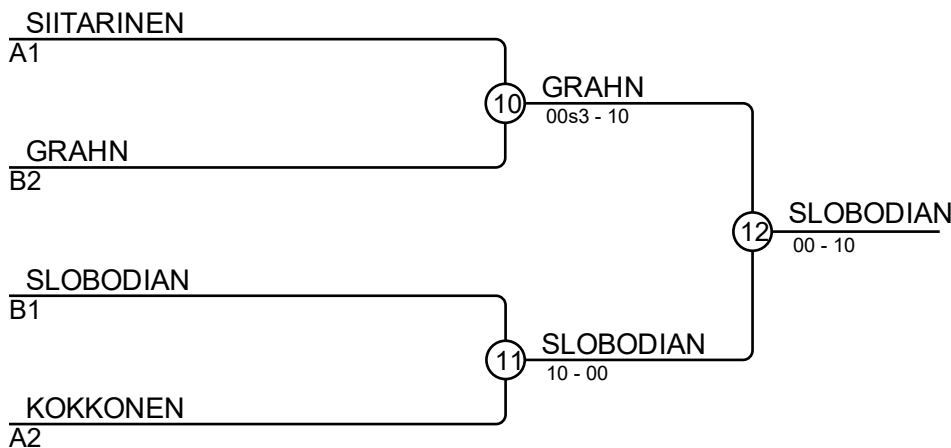 SIITARINEN
A1
10
GRAHN
00s3 - 10
GRAHN
B2
12
SLOBODIAN
00 - 10
SLOBODIAN
B1
11
SLOBODIAN
10 - 00
KOKKONEN
A2